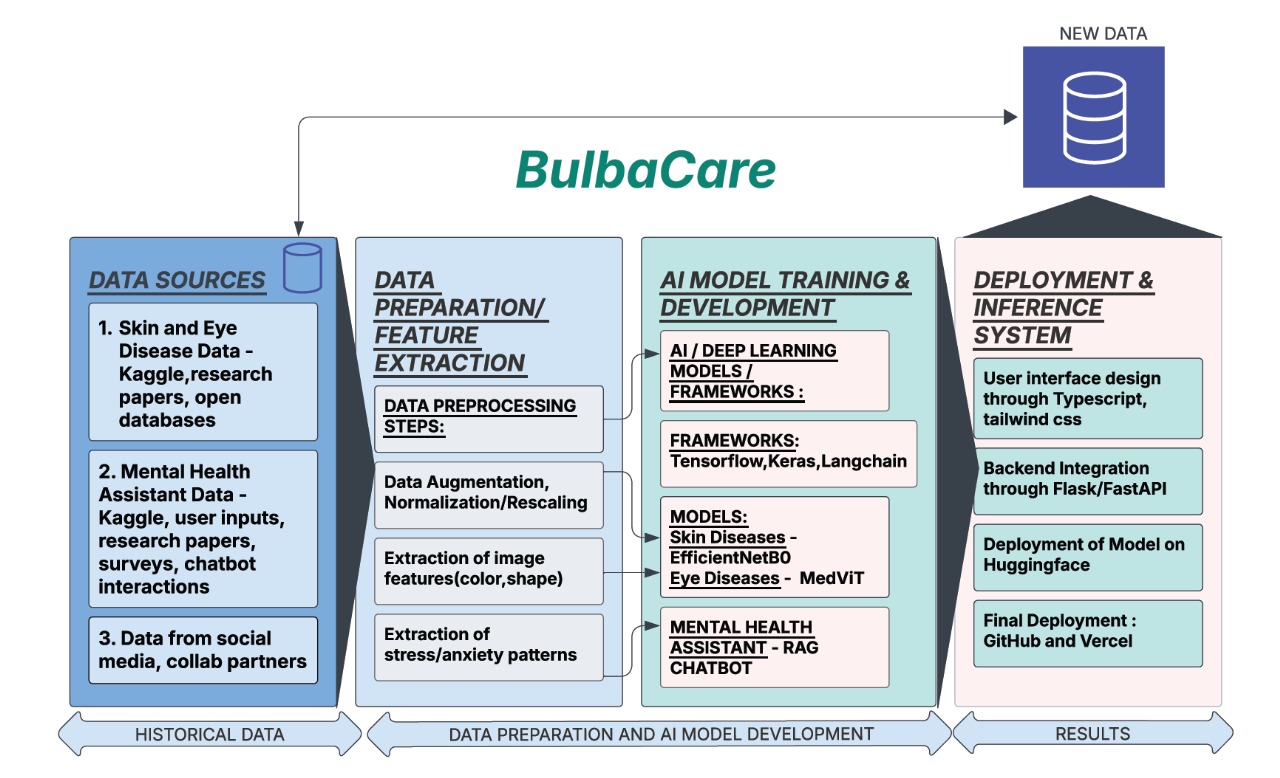 NEW DATA
BulbaCare
DATA SOURCES
1. Skin and Eye
Disease Data -
Kaggle,research
papers, open
databases
2. Mental Health
Assistant Data -
Kaggle, user inputs,
research papers,
surveys, chatbot
interactions
3. Data from social
media, collab partners
DATA
PREPARATION/
FEATURE
EXTRACTION
DATA PREPROCESSING
STEPS:
Data Augmentation,
Normalization/Rescaling
Extraction of image
features(color,shape)
Extraction of
stress/anxiety patterns
AI MODEL TRAINING &
DEVELOPMENT
AI / DEEP LEARNING
MODELS /
FRAMEWORKS :
FRAMEWORKS:
Tensorflow,Keras,Langchain
MODELS:
Skin Diseases -
EfficientNetB0
Eye Diseases - MedViT
MENTAL HEALTH
ASSISTANT - RAG
CHATBOT
DEPLOYMENT &
INFERENCE
SYSTEM
User interface design
through Typescript,
tailwind css
Backend Integration
through Flask/FastAPI
Deployment of Model on
Huggingface
Final Deployment :
GitHub and Vercel
HISTORICAL DATA
DATA PREPARATION AND AI MODEL DEVELOPMENT
RESULTS